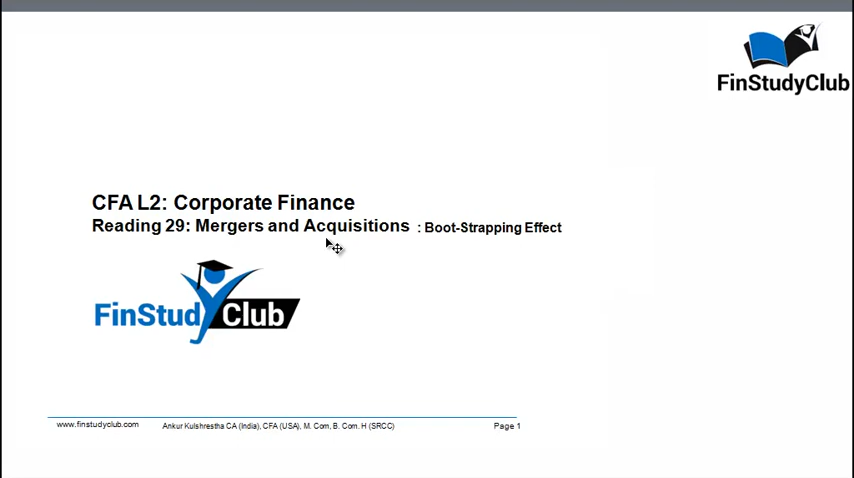 FinStudyClub
CFA L2: Corporate Finance
Reading 29: Mergers and Acquisitions : Boot-Strapping Effect
FinStudy Club
www.finstudyclub.com Ankur Kulshrestha CA (India), CFA (USA), M. Com, B. Com. H (SRCC) Page 1